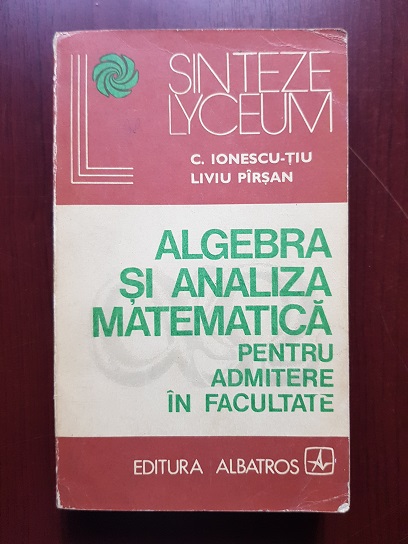 SINTEZE
LYCEUM
C. IONESCU-ȚIU
LIVIU PÎRȘAN
ALGEBRA
ȘI ANALIZA
MATEMATICĂ
PENTRU
ADMITERE
ÎN FACULTATE
EDITURA ALBATROS